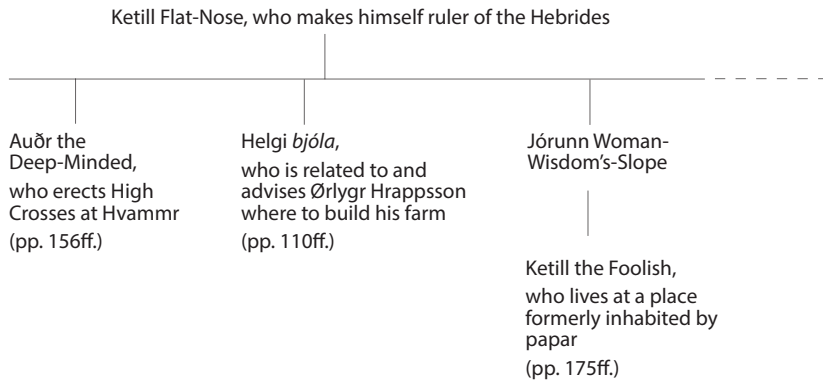 Ketill Flat-Nose, who makes himself ruler of the Hebrides
Auðr the
Deep-Minded,
who erects High
Crosses at Hvammr
(pp. 156ff.)
Helgi bjóla,
who is related to and
advises Ørlygr Hrappsson
where to build his farm
(pp. 110ff.)
Jórunn Woman-
Wisdom’s-Slope
Ketill the Foolish,
who lives at a place
formerly inhabited by
papar
(pp. 175ff.)